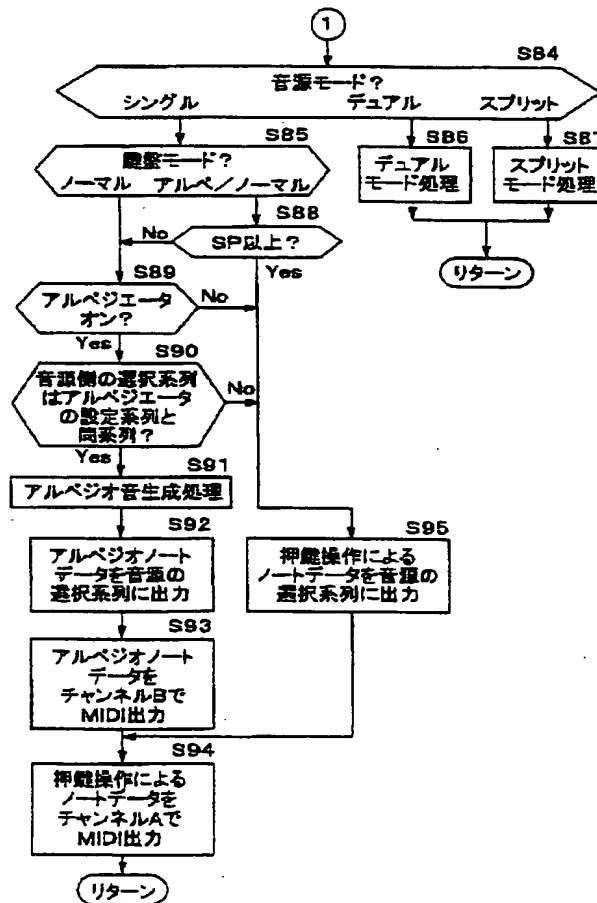 1
S84
音源モード?
シングル デュアル スプリット
S85
鍵盤モード?
ノーマル アルペ/ノーマル
S86
デュアル
モード処理
S87
スプリット
モード処理
S88
SP以上?
No
Yes
リターン
S89
アルペジエータ
オン?
No
Yes
S90
音源側の選択系列
はアルペジエータ
の設定系列と
同系列?
No
Yes
S91
アルペジオ音生成処理
S92
アルペジオノート
データを音源の
選択系列に出力
S95
押鍵操作による
ノートデータを音源の
選択系列に出力
S93
アルペジオノート
データを
チャンネルBで
MIDI出力
S94
押鍵操作による
ノートデータを
チャンネルAで
MIDI出力
リターン